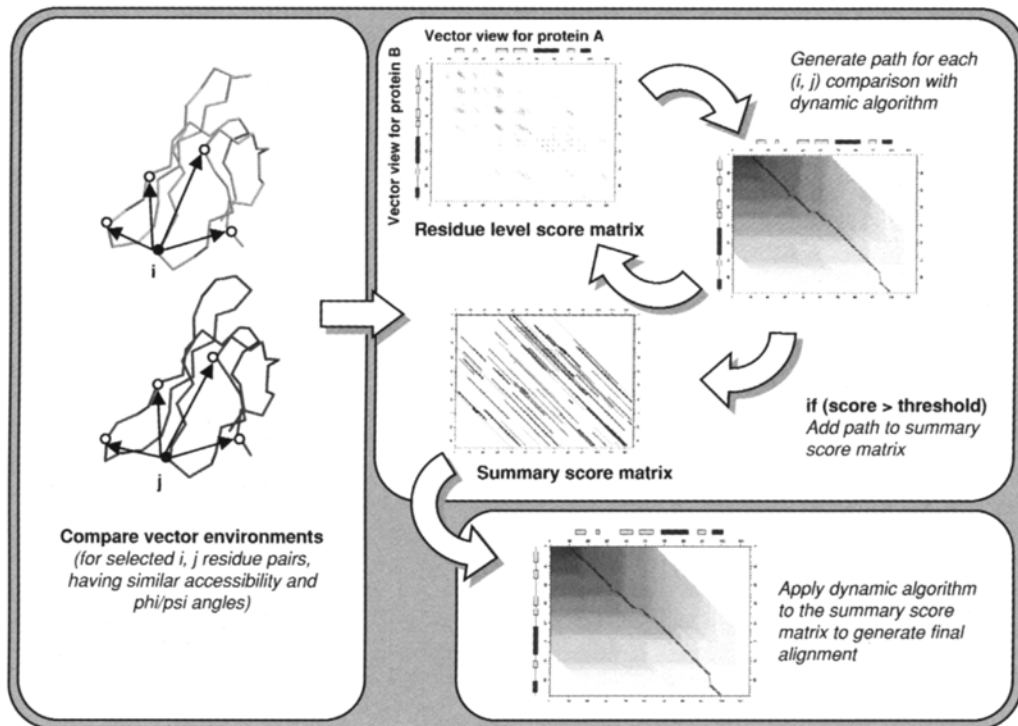 Vector view for protein A
Vector view for protein B
Generate path for each
(i, j) comparison with
dynamic algorithm
Residue level score matrix
i
j
if (score > threshold)
Add path to summary
score matrix
Summary score matrix
Compare vector environments
(for selected i, j residue pairs,
having similar accessibility and
phi/psi angles)
Apply dynamic algorithm
to the summary score
matrix to generate final
alignment